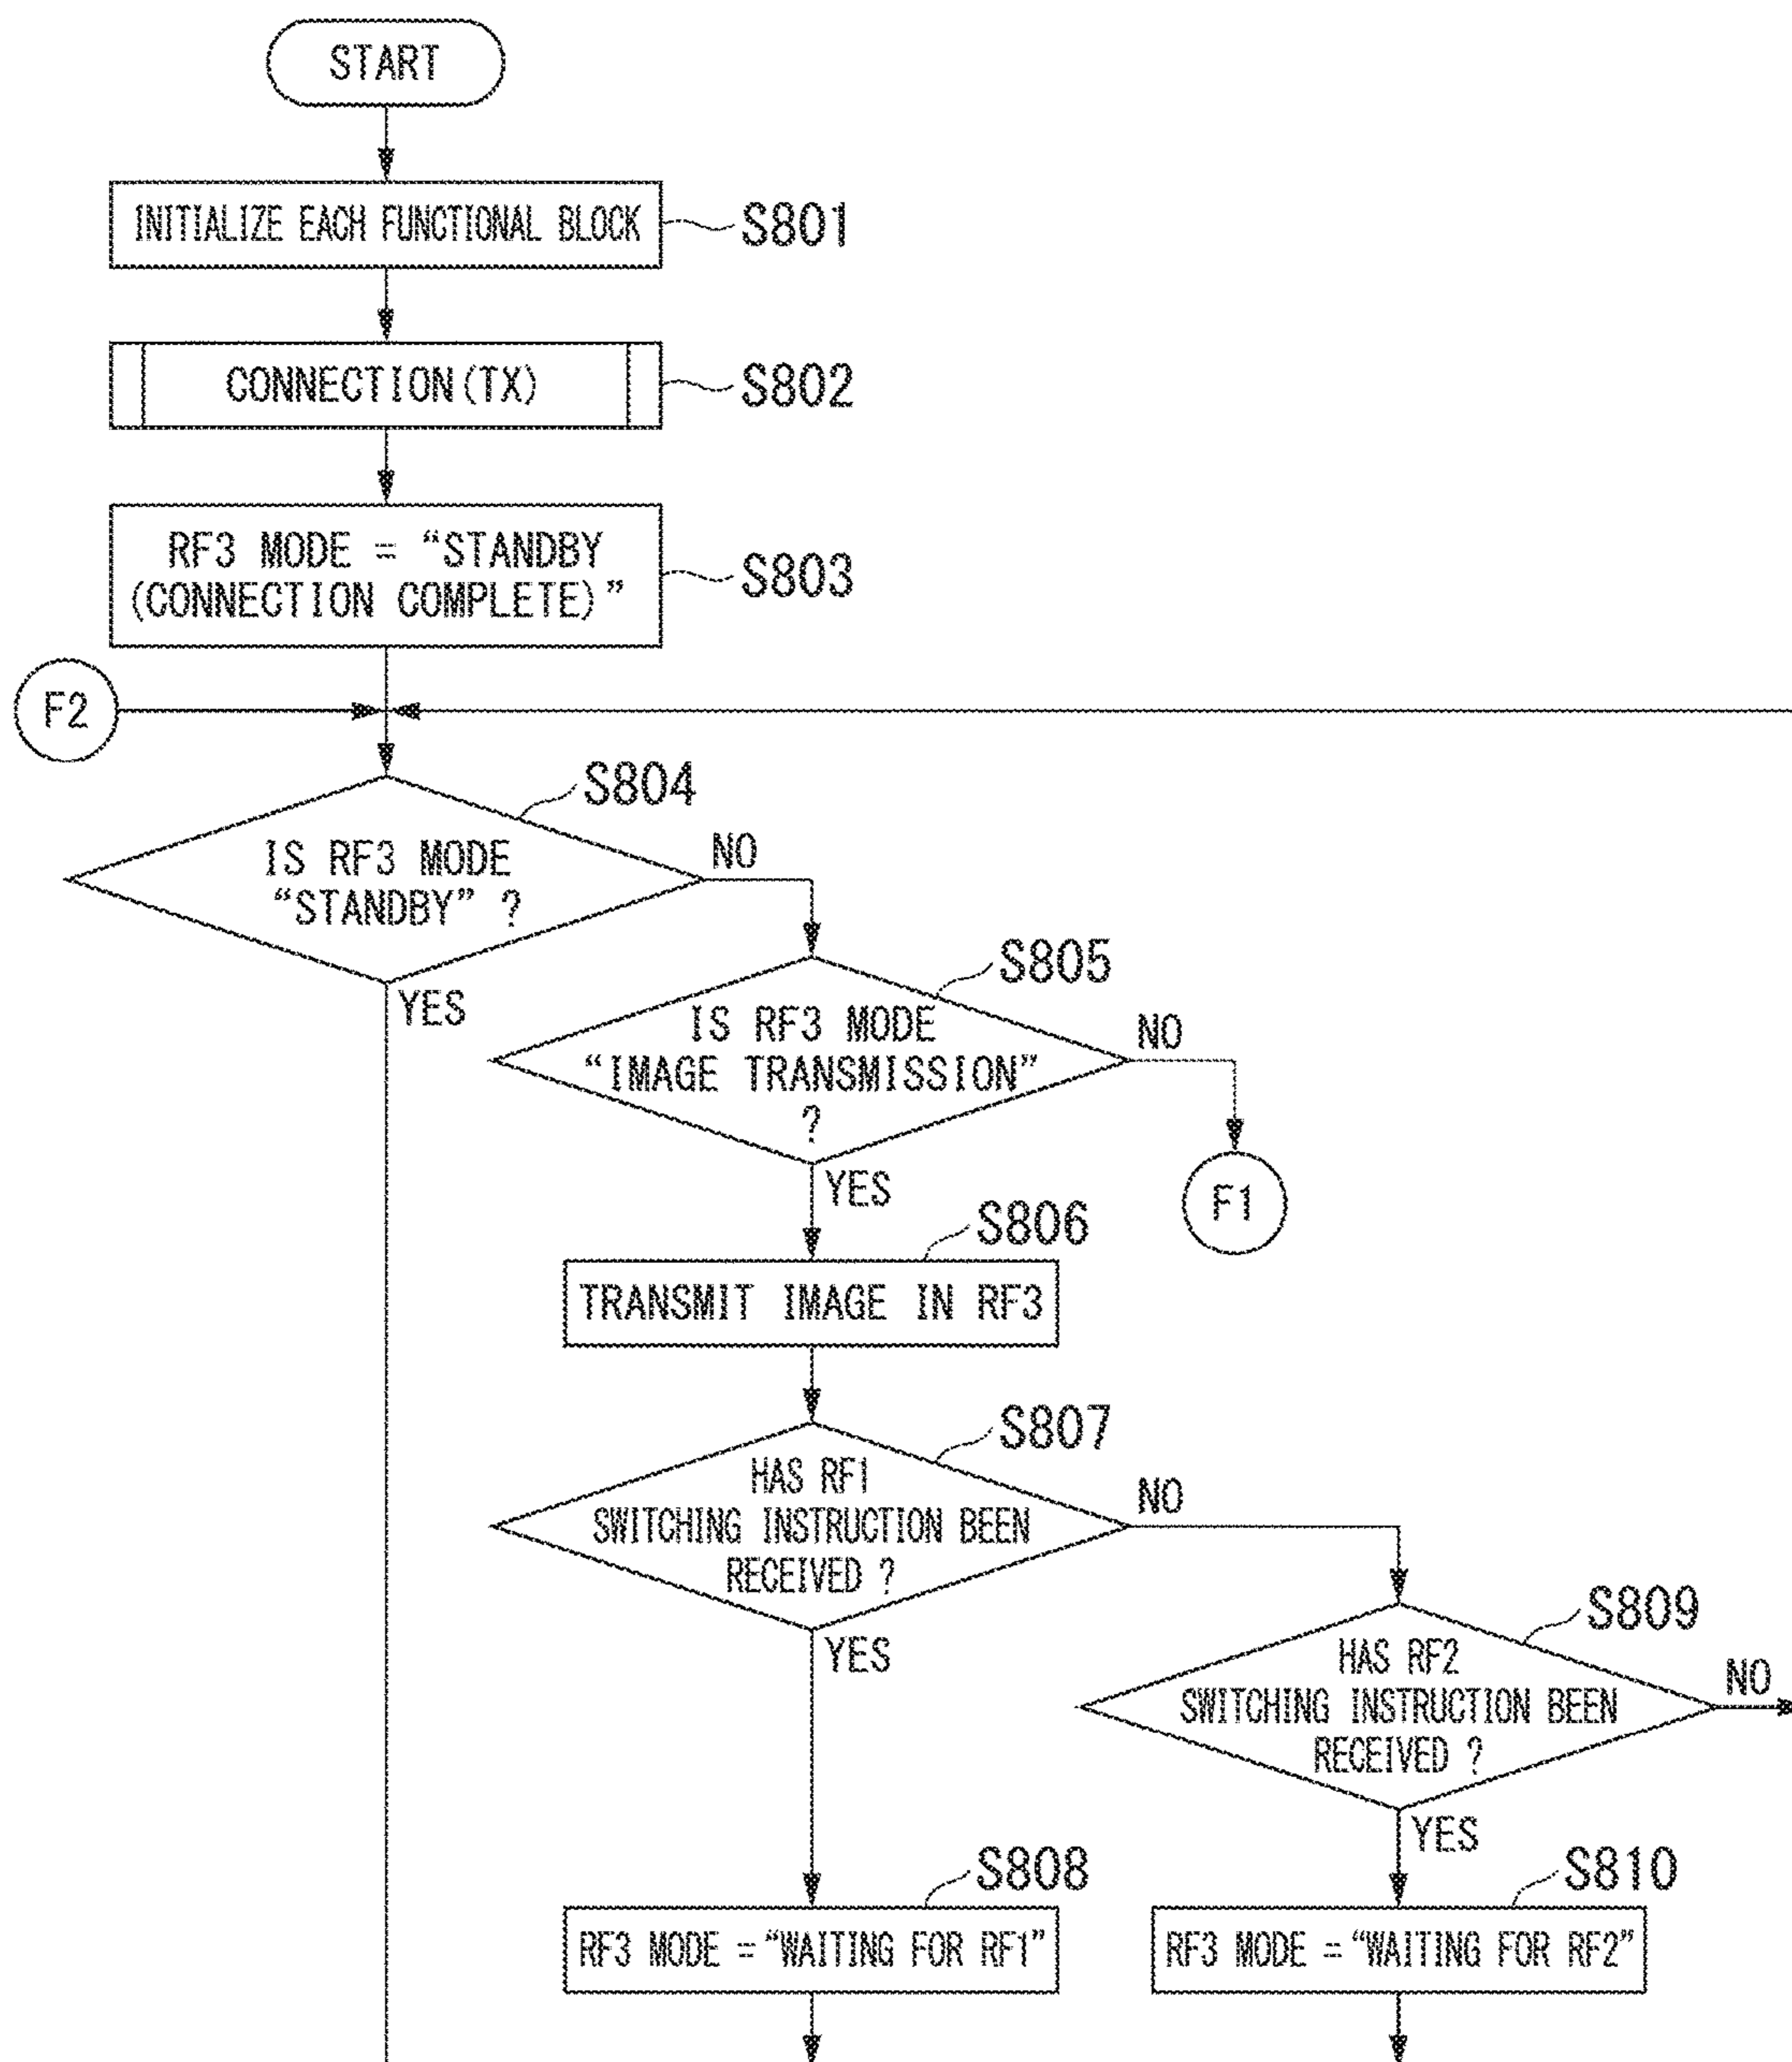 START
INITIALIZE EACH FUNCTIONAL BLOCK
S801
CONNECTION (TX)
S802
RF3 MODE = “STANDBY
(CONNECTION COMPLETE)”
S803
F2
S804
IS RF3 MODE
“STANDBY” ?
NO
YES
S805
IS RF3 MODE
“IMAGE TRANSMISSION”
?
NO
YES
F1
S806
TRANSMIT IMAGE IN RF3
S807
HAS RF1
SWITCHING INSTRUCTION BEEN
RECEIVED ?
NO
YES
S809
HAS RF2
SWITCHING INSTRUCTION BEEN
RECEIVED ?
NO
YES
S808
RF3 MODE =“WAITING FOR RF1”
S810
RF3 MODE =“WAITING FOR RF2”